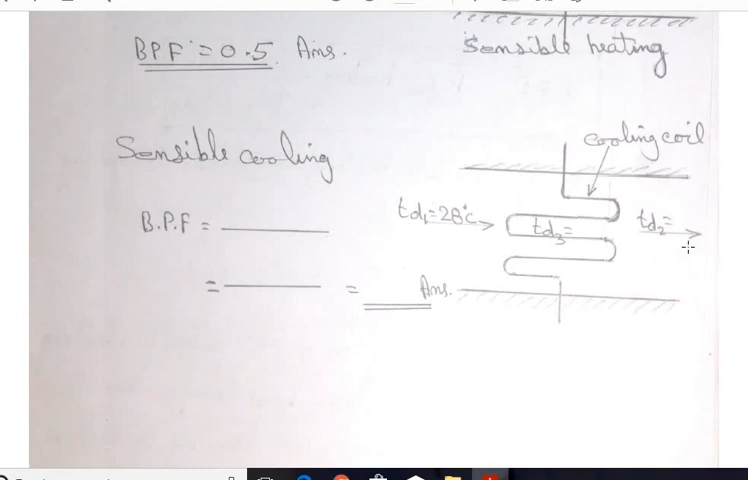 BPF = 0.5 Ans.
Sensible heating
Sensible cooling
cooling coil
td₁=28°c
td₃=
td₂=
B.P.F =
= = Ans.